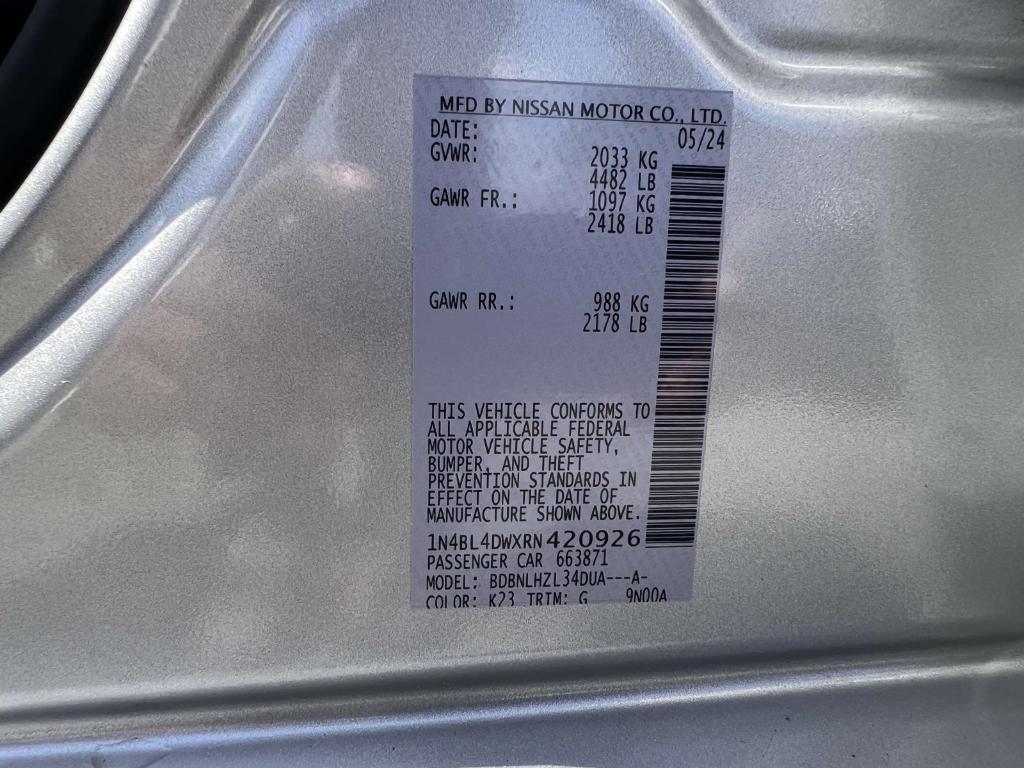 MFD BY NISSAN MOTOR CO., LTD.
DATE: 05/24
GVWR: 2033 KG
4482 LB
GAWR FR.: 1097 KG
2418 LB
GAWR RR.: 988 KG
2178 LB
THIS VEHICLE CONFORMS TO
ALL APPLICABLE FEDERAL
MOTOR VEHICLE SAFETY,
BUMPER, AND THEFT
PREVENTION STANDARDS IN
EFFECT ON THE DATE OF
MANUFACTURE SHOWN ABOVE.
1N4BL4DWXRN420926
PASSENGER CAR 663871
MODEL: BDBNLHZL34DUA---A-
COLOR: K23 TRIM: G 9N00A